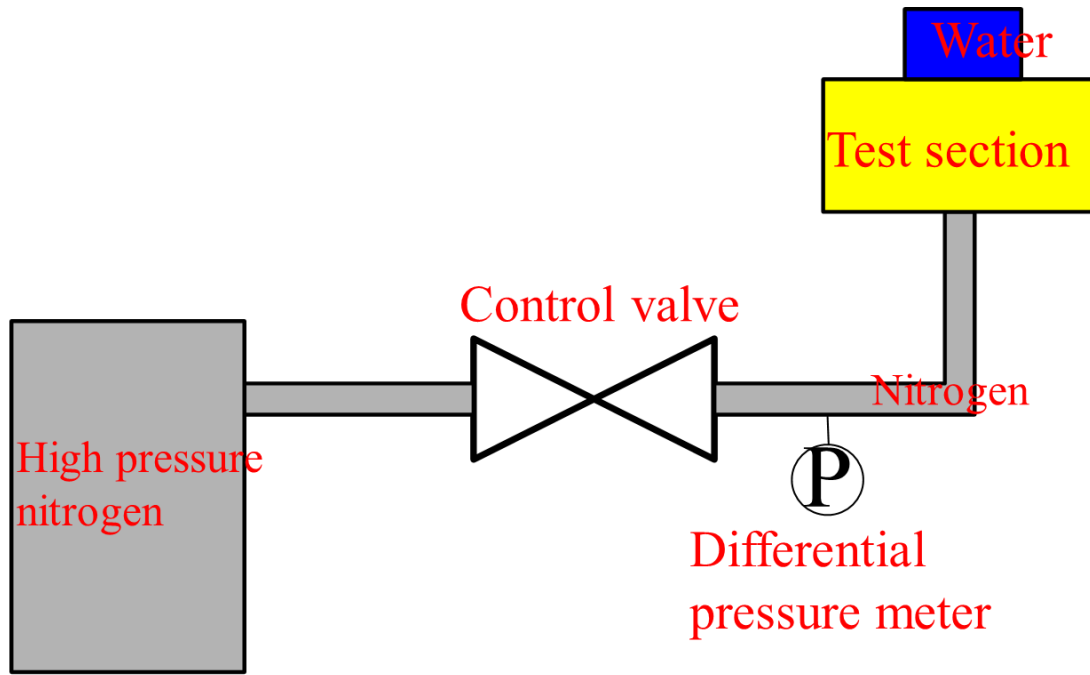 Water
Test section
Control valve
Nitrogen
High pressure
nitrogen
P
Differential
pressure meter